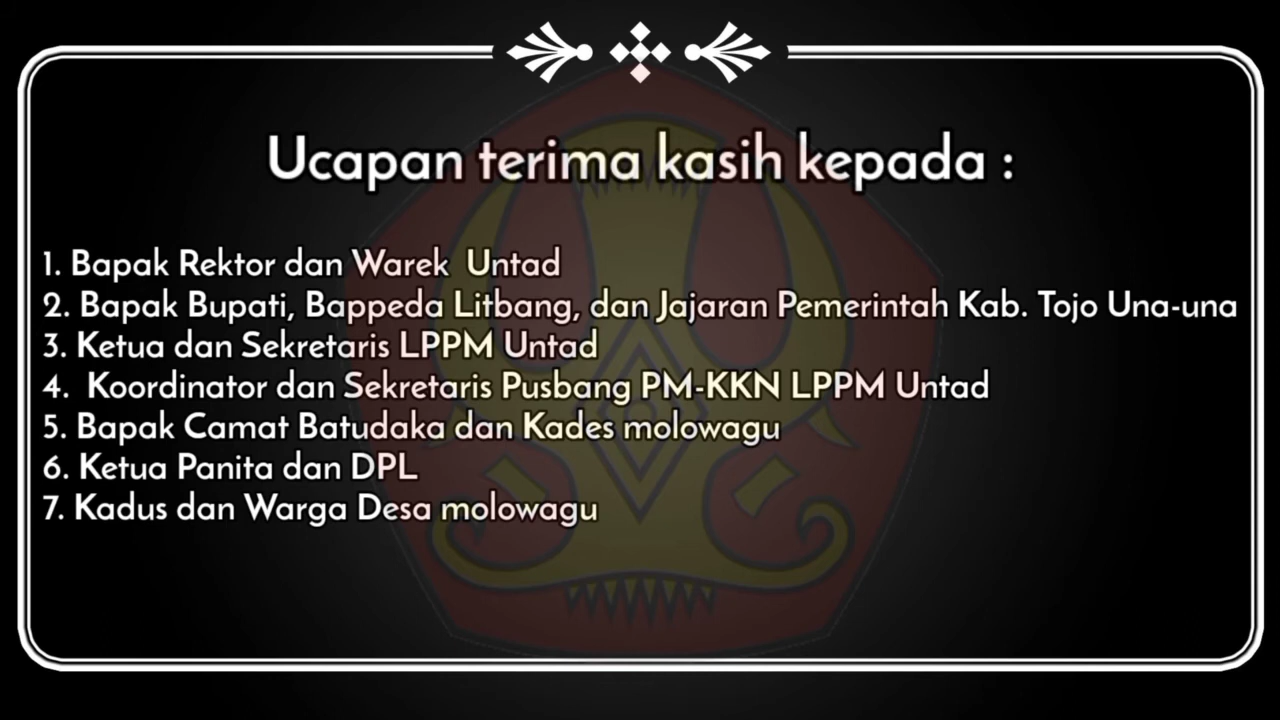 Ucapan terima kasih kepada :
1. Bapak Rektor dan Warek Untad
2. Bapak Bupati, Bappeda Litbang, dan Jajaran Pemerintah Kab. Tojo Una-una
3. Ketua dan Sekretaris LPPM Untad
4. Koordinator dan Sekretaris Pusbang PM-KKN LPPM Untad
5. Bapak Camat Batudaka dan Kades molowagu
6. Ketua Panita dan DPL
7. Kadus dan Warga Desa molowagu